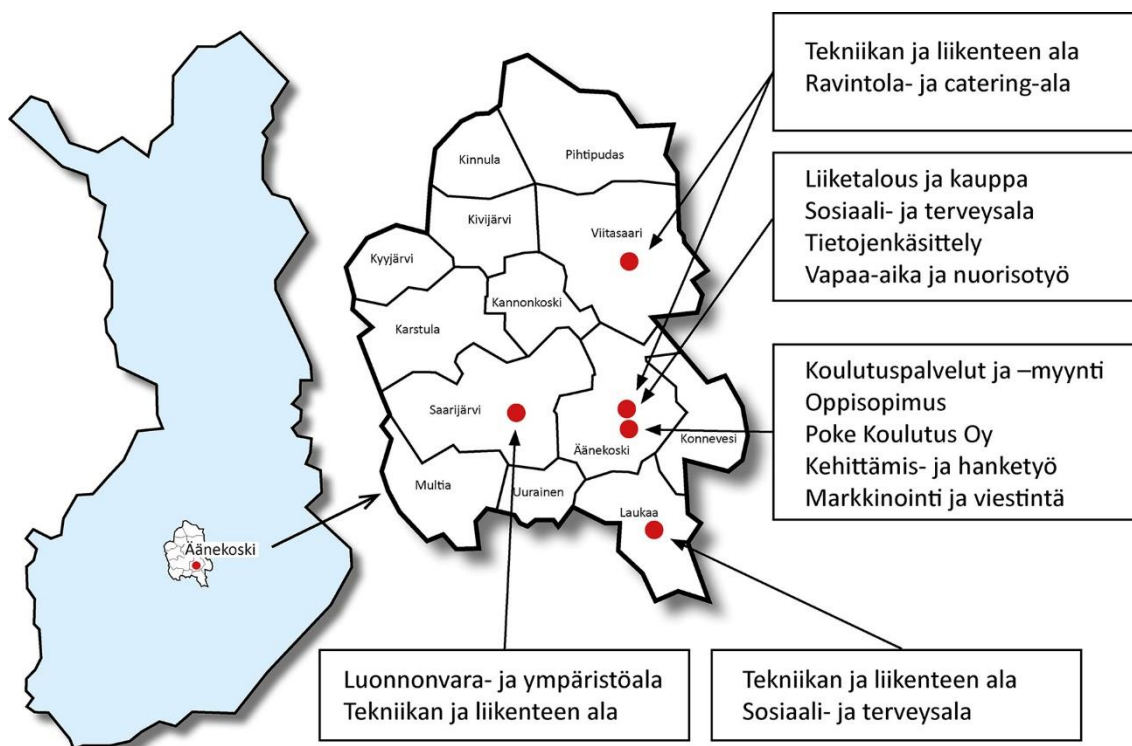 Tekniikan ja liikenteen ala
Ravintola- ja catering-ala
Liiketalous ja kauppa
Sosiaali- ja terveysala
Tietojenkäsittely
Vapaa-aika ja nuorisotyö
Koulutuspalvelut ja –myynti
Oppisopimus
Poke Koulutus Oy
Kehittämis- ja hanketyö
Markkinointi ja viestintä
Kinnula
Pihtipudas
Kivijärvi
Viitasaari
Kyyjärvi
Kannonkoski
Karstula
Saarijärvi
Äänekoski
Konnevesi
Multia
Uurainen
Laukaa
Äänekoski
Luonnonvara- ja ympäristöala
Tekniikan ja liikenteen ala
Tekniikan ja liikenteen ala
Sosiaali- ja terveysala